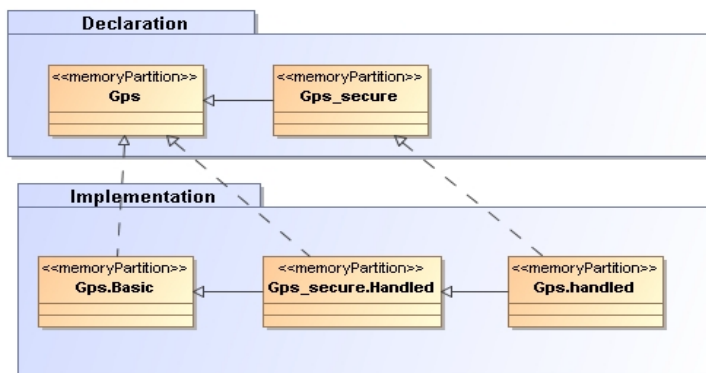 Declaration
<<memoryPartition>>
Gps
<<memoryPartition>>
Gps_secure
Implementation
<<memoryPartition>>
Gps.Basic
<<memoryPartition>>
Gps_secure.Handled
<<memoryPartition>>
Gps.handled